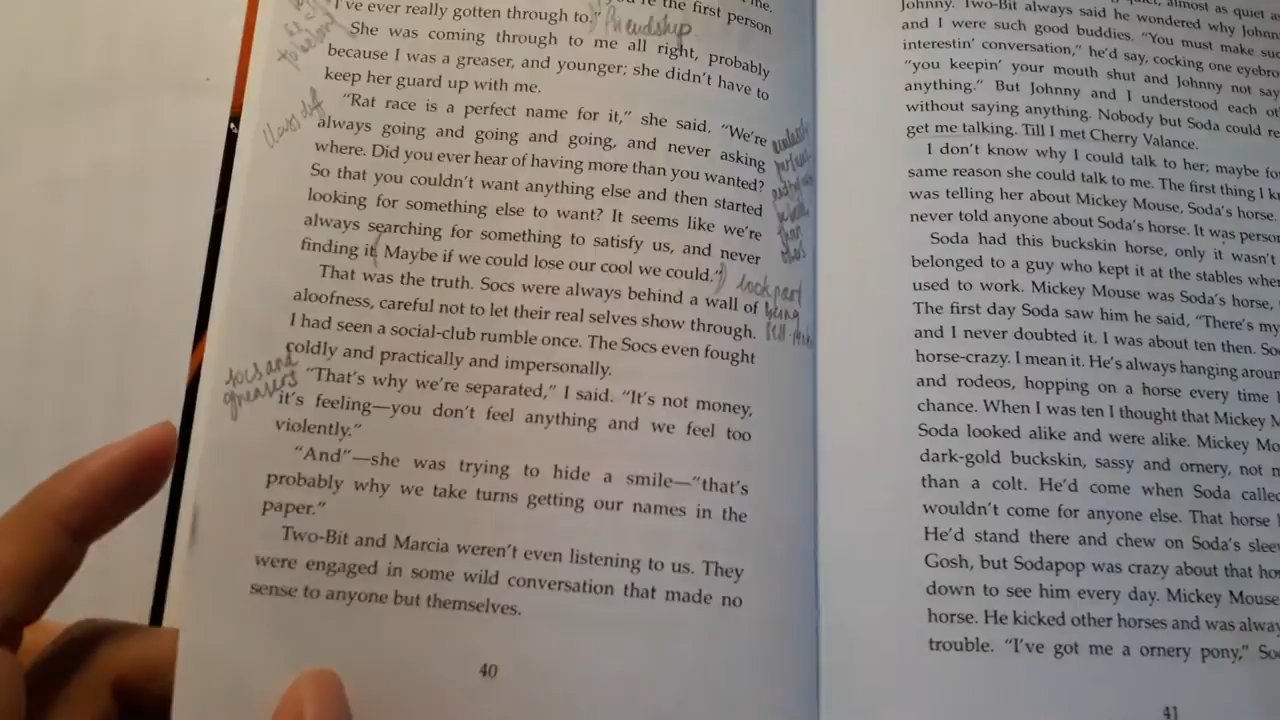 the first person
I've ever really gotten through to."
Friendship
She was coming through to me all right, probably
because I was a greaser, and younger; she didn't have to
keep her guard up with me.
"Rat race is a perfect name for it," she said. "We're
always going and going and going, and never asking
where. Did you ever hear of having more than you wanted?
So that you couldn't want anything else and then started
looking for something else to want? It seems like we're
always searching for something to satisfy us, and never
finding it. Maybe if we could lose our cool we could."
look part
being
That was the truth. Socs were always behind a wall of
aloofness, careful not to let their real selves show through.
I had seen a social-club rumble once. The Socs even fought
coldly and practically and impersonally.
socs and
greasers
"That's why we're separated," I said. "It's not money,
it's feeling—you don't feel anything and we feel too
violently."
"And"—she was trying to hide a smile—"that's
probably why we take turns getting our names in the
paper."
Two-Bit and Marcia weren't even listening to us. They
were engaged in some wild conversation that made no
sense to anyone but themselves.
40
almost as quiet
Johnny. Two-Bit always said he wondered why
and I were such good buddies. "You must make
interestin' conversation," he'd say, cocking one
"you keepin' your mouth shut and Johnny not
anything." But Johnny and I understood each
without saying anything. Nobody but Soda could
get me talking. Till I met Cherry Valance.
I don't know why I could talk to her; maybe
same reason she could talk to me. The first thing I
was telling her about Mickey Mouse, Soda's horse.
never told anyone about Soda's horse. It was
Soda had this buckskin horse, only it wasn't
belonged to a guy who kept it at the stables
used to work. Mickey Mouse was Soda's horse,
The first day Soda saw him he said, "There's my
and I never doubted it. I was about ten then.
horse-crazy. I mean it. He's always hanging
and rodeos, hopping on a horse every time
chance. When I was ten I thought that Mickey
Soda looked alike and were alike. Mickey
dark-gold buckskin, sassy and ornery, not
than a colt. He'd come when Soda
wouldn't come for anyone else. That horse
He'd stand there and chew on Soda's
Gosh, but Sodapop was crazy about that
down to see him every day. Mickey Mouse
horse. He kicked other horses and was
trouble. "I've got me a ornery pony,"
41